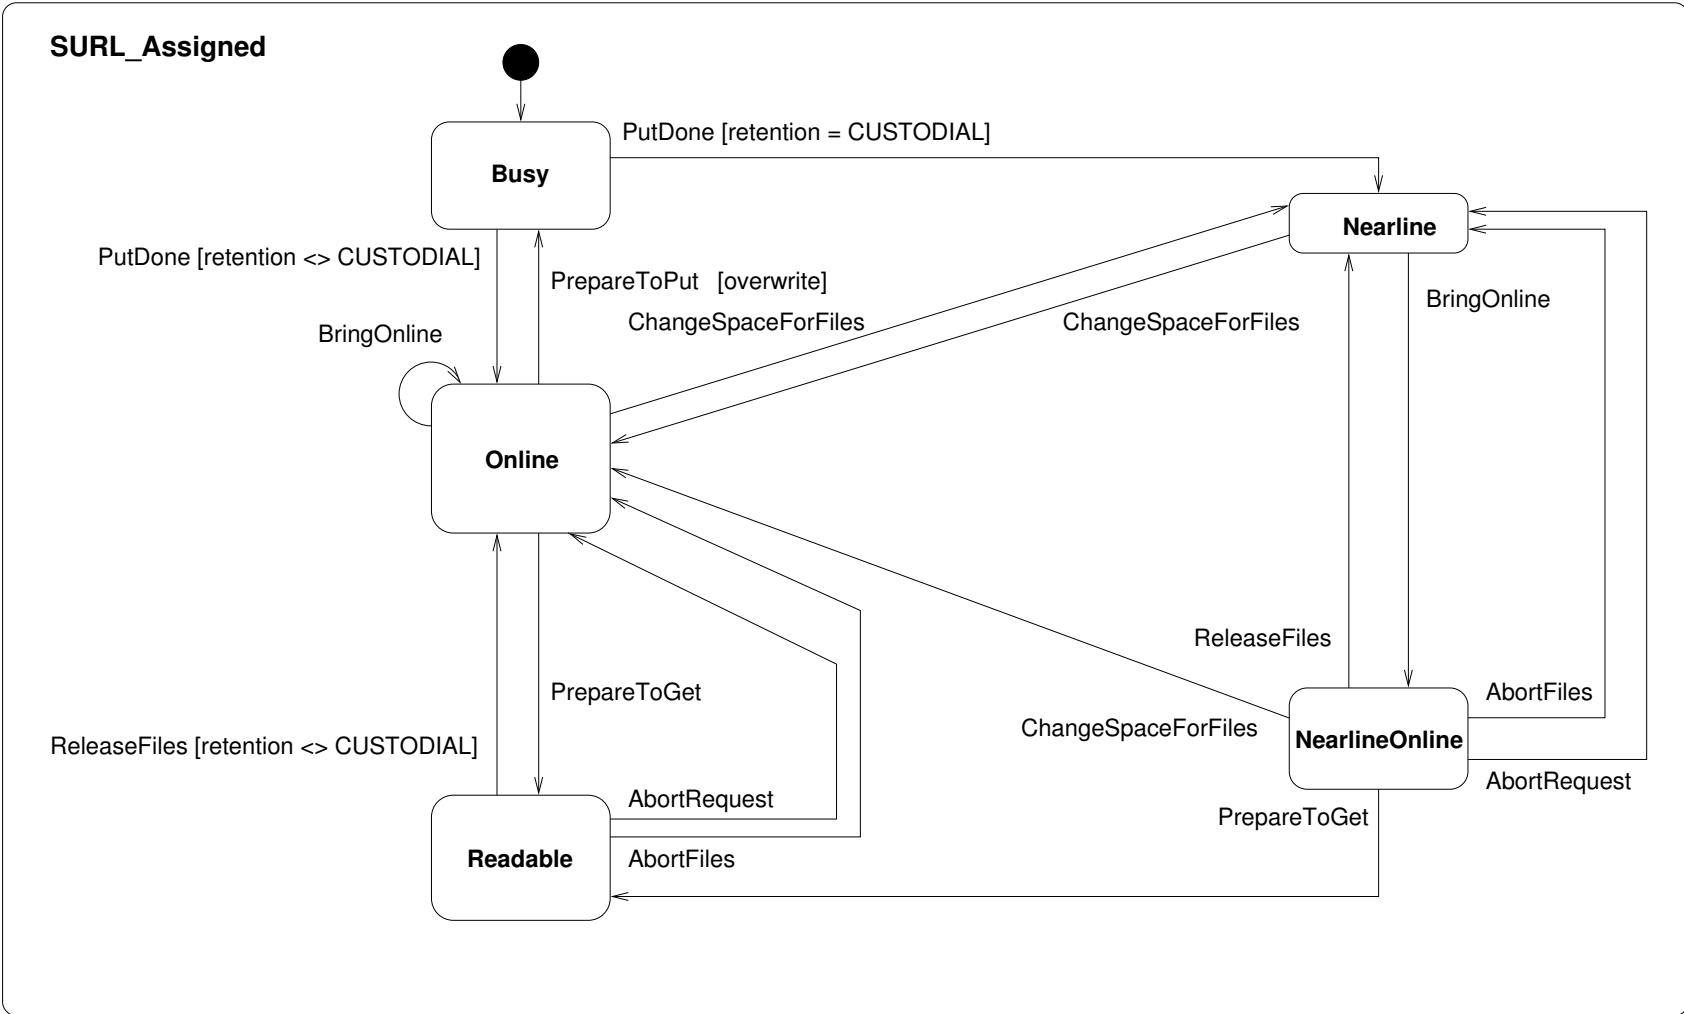 SURL_Assigned
PutDone [retention = CUSTODIAL]
Busy
Nearline
PutDone [retention <> CUSTODIAL]
PrepareToPut [overwrite]
BringOnline
ChangeSpaceForFiles
ChangeSpaceForFiles
BringOnline
Online
ReleaseFiles
PrepareToGet
AbortFiles
ChangeSpaceForFiles
NearlineOnline
ReleaseFiles [retention <> CUSTODIAL]
AbortRequest
AbortRequest
PrepareToGet
Readable
AbortFiles